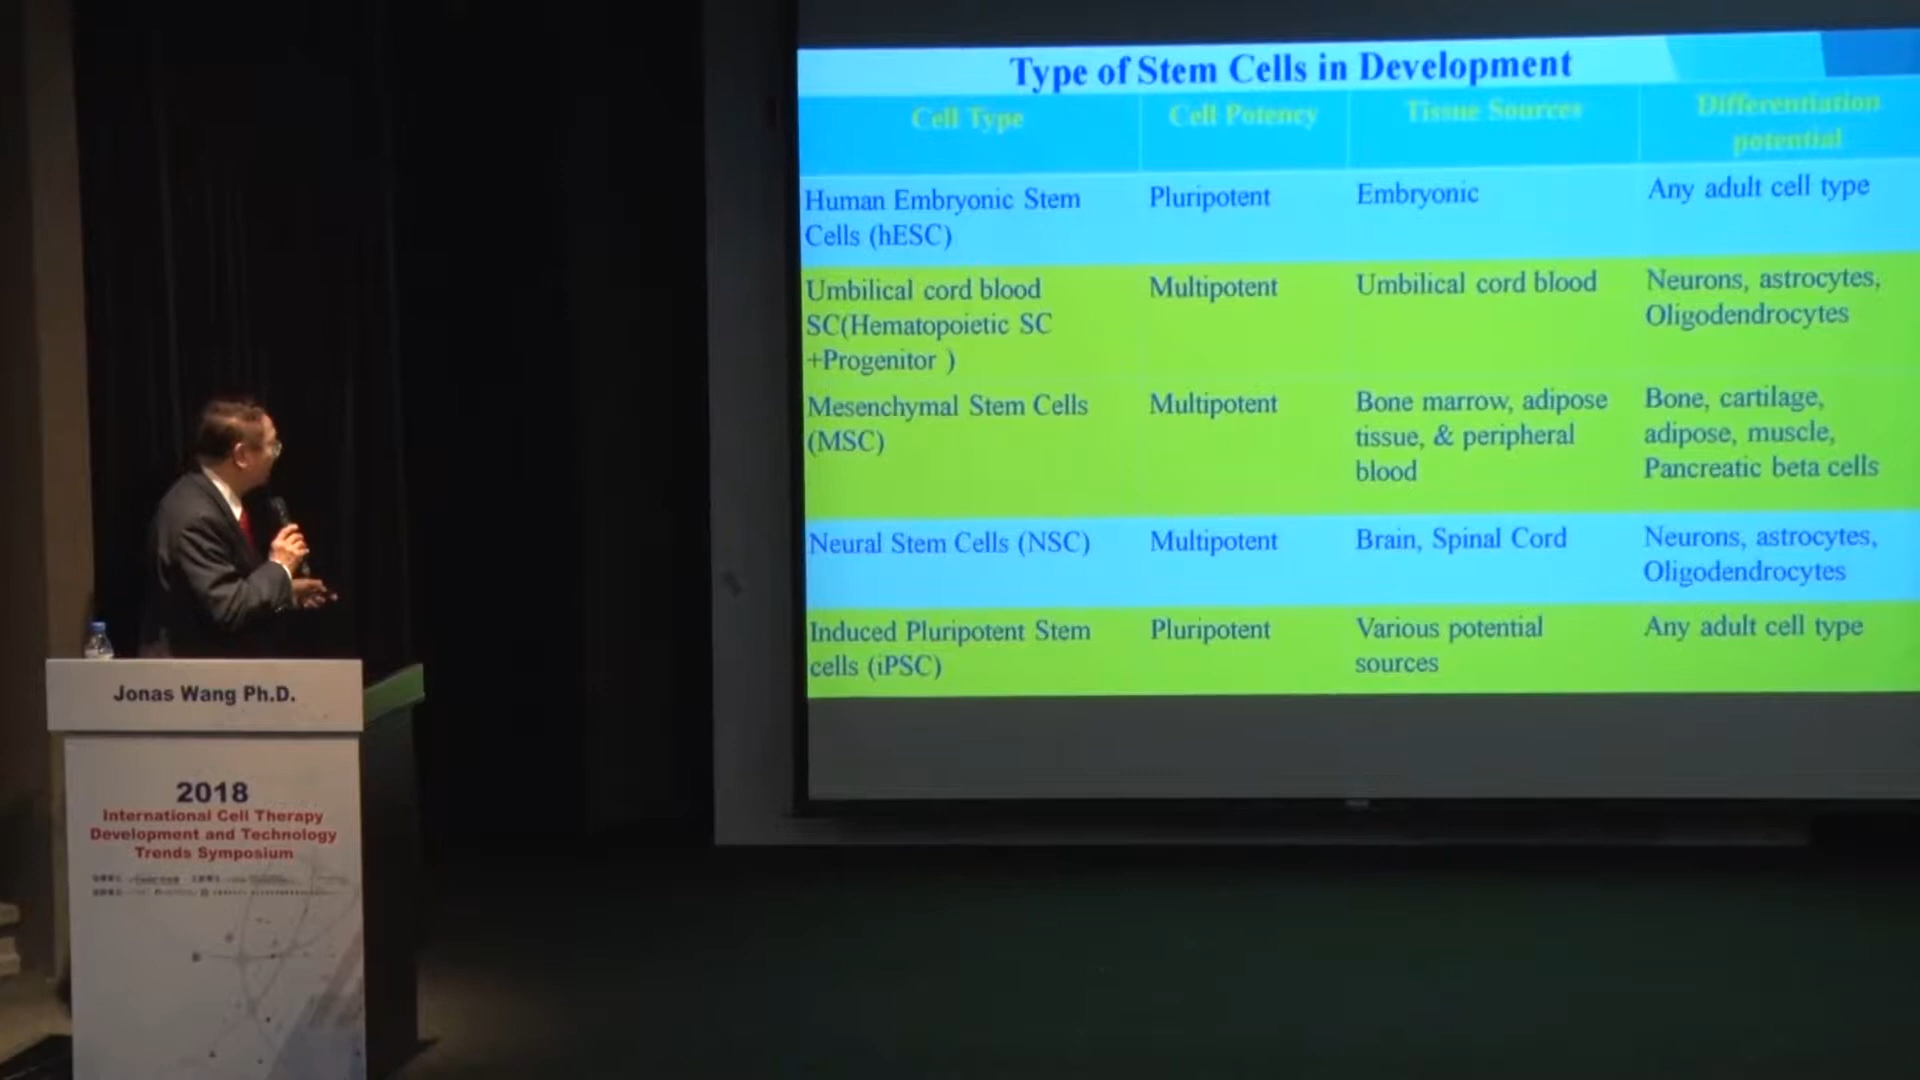 Type of Stem Cells in Development
Cell Type
Cell Potency
Tissue Sources
Differentiation
potential
Human Embryonic Stem
Cells (hESC)
Pluripotent
Embryonic
Any adult cell type
Umbilical cord blood
SC(Hematopoietic SC
+Progenitor )
Multipotent
Umbilical cord blood
Neurons, astrocytes,
Oligodendrocytes
Mesenchymal Stem Cells
(MSC)
Multipotent
Bone marrow, adipose
tissue, & peripheral
blood
Bone, cartilage,
adipose, muscle,
Pancreatic beta cells
Neural Stem Cells (NSC)
Multipotent
Brain, Spinal Cord
Neurons, astrocytes,
Oligodendrocytes
Induced Pluripotent Stem
cells (iPSC)
Pluripotent
Various potential
sources
Any adult cell type
Jonas Wang Ph.D.
2018
International Cell Therapy
Development and Technology
Trends Symposium